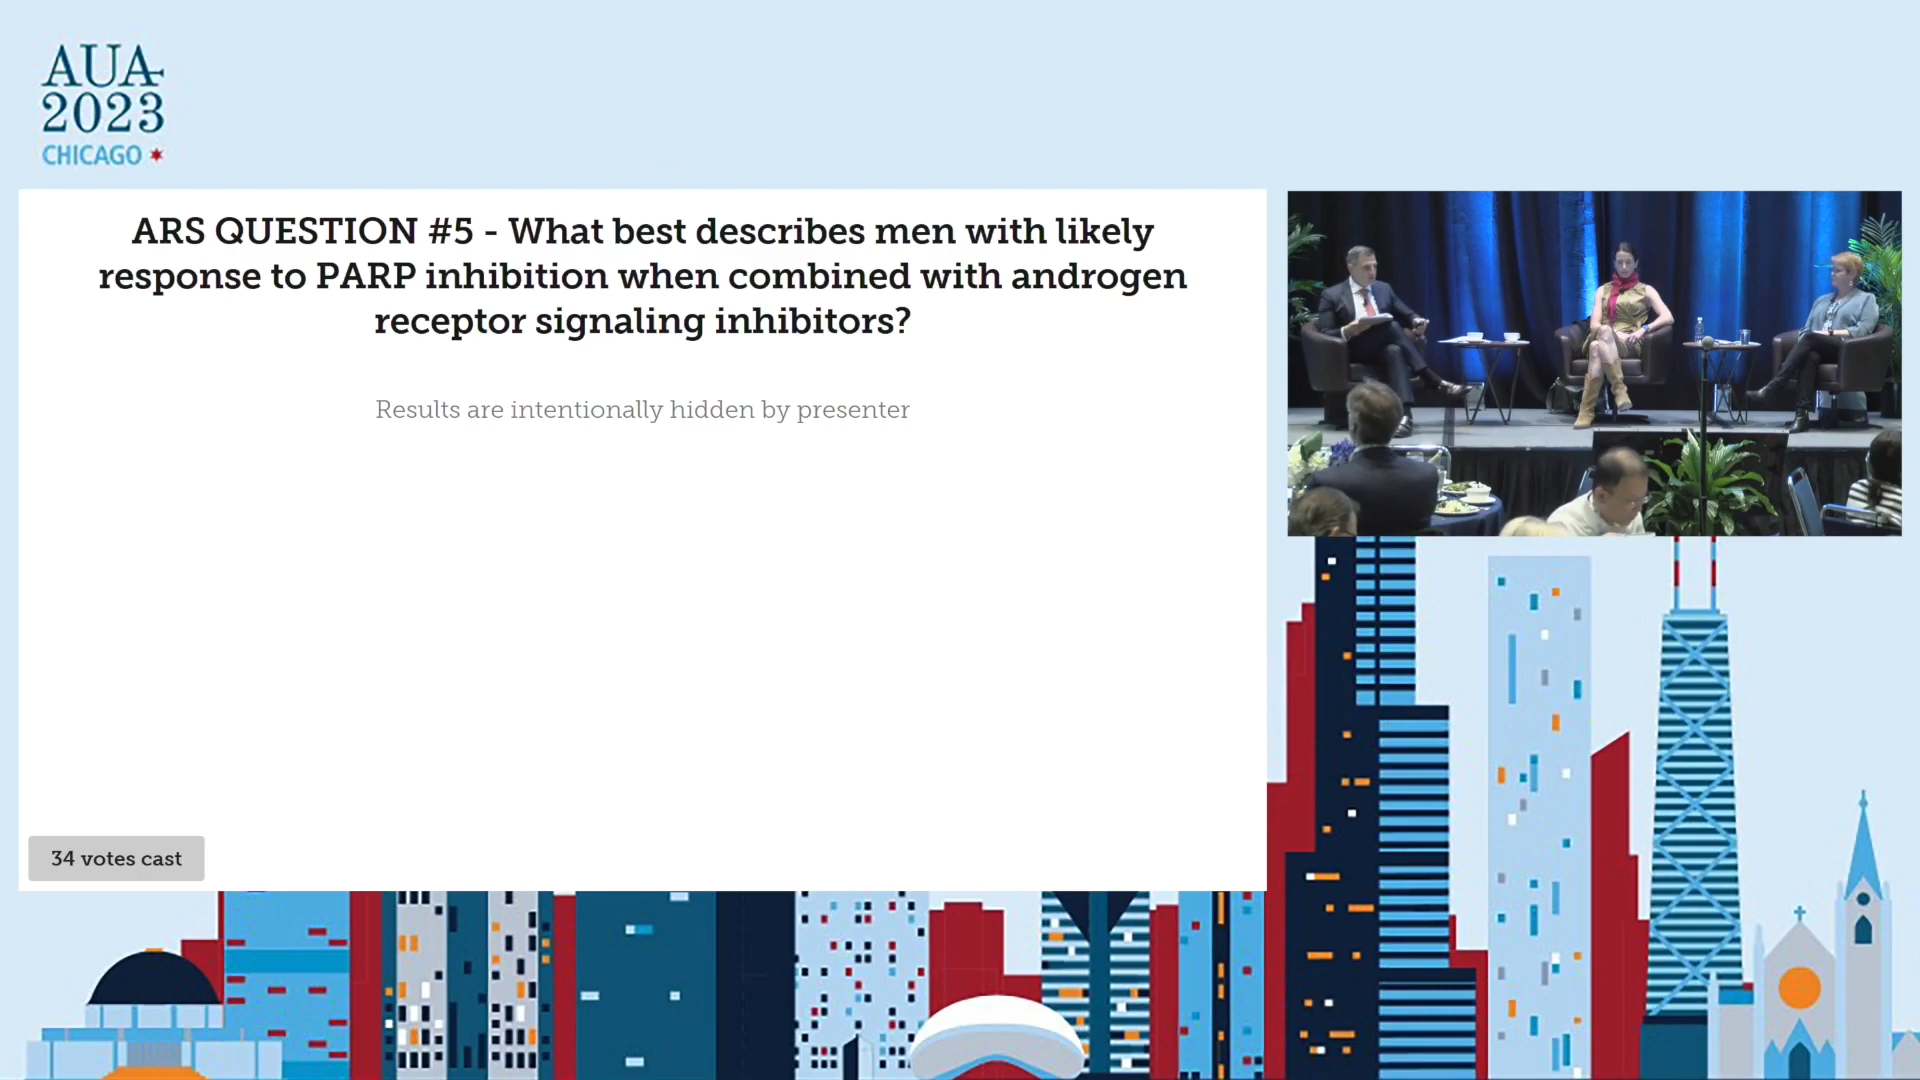 AUA
2023
CHICAGO
ARS QUESTION #5 - What best describes men with likely
response to PARP inhibition when combined with androgen
receptor signaling inhibitors?
Results are intentionally hidden by presenter
34 votes cast